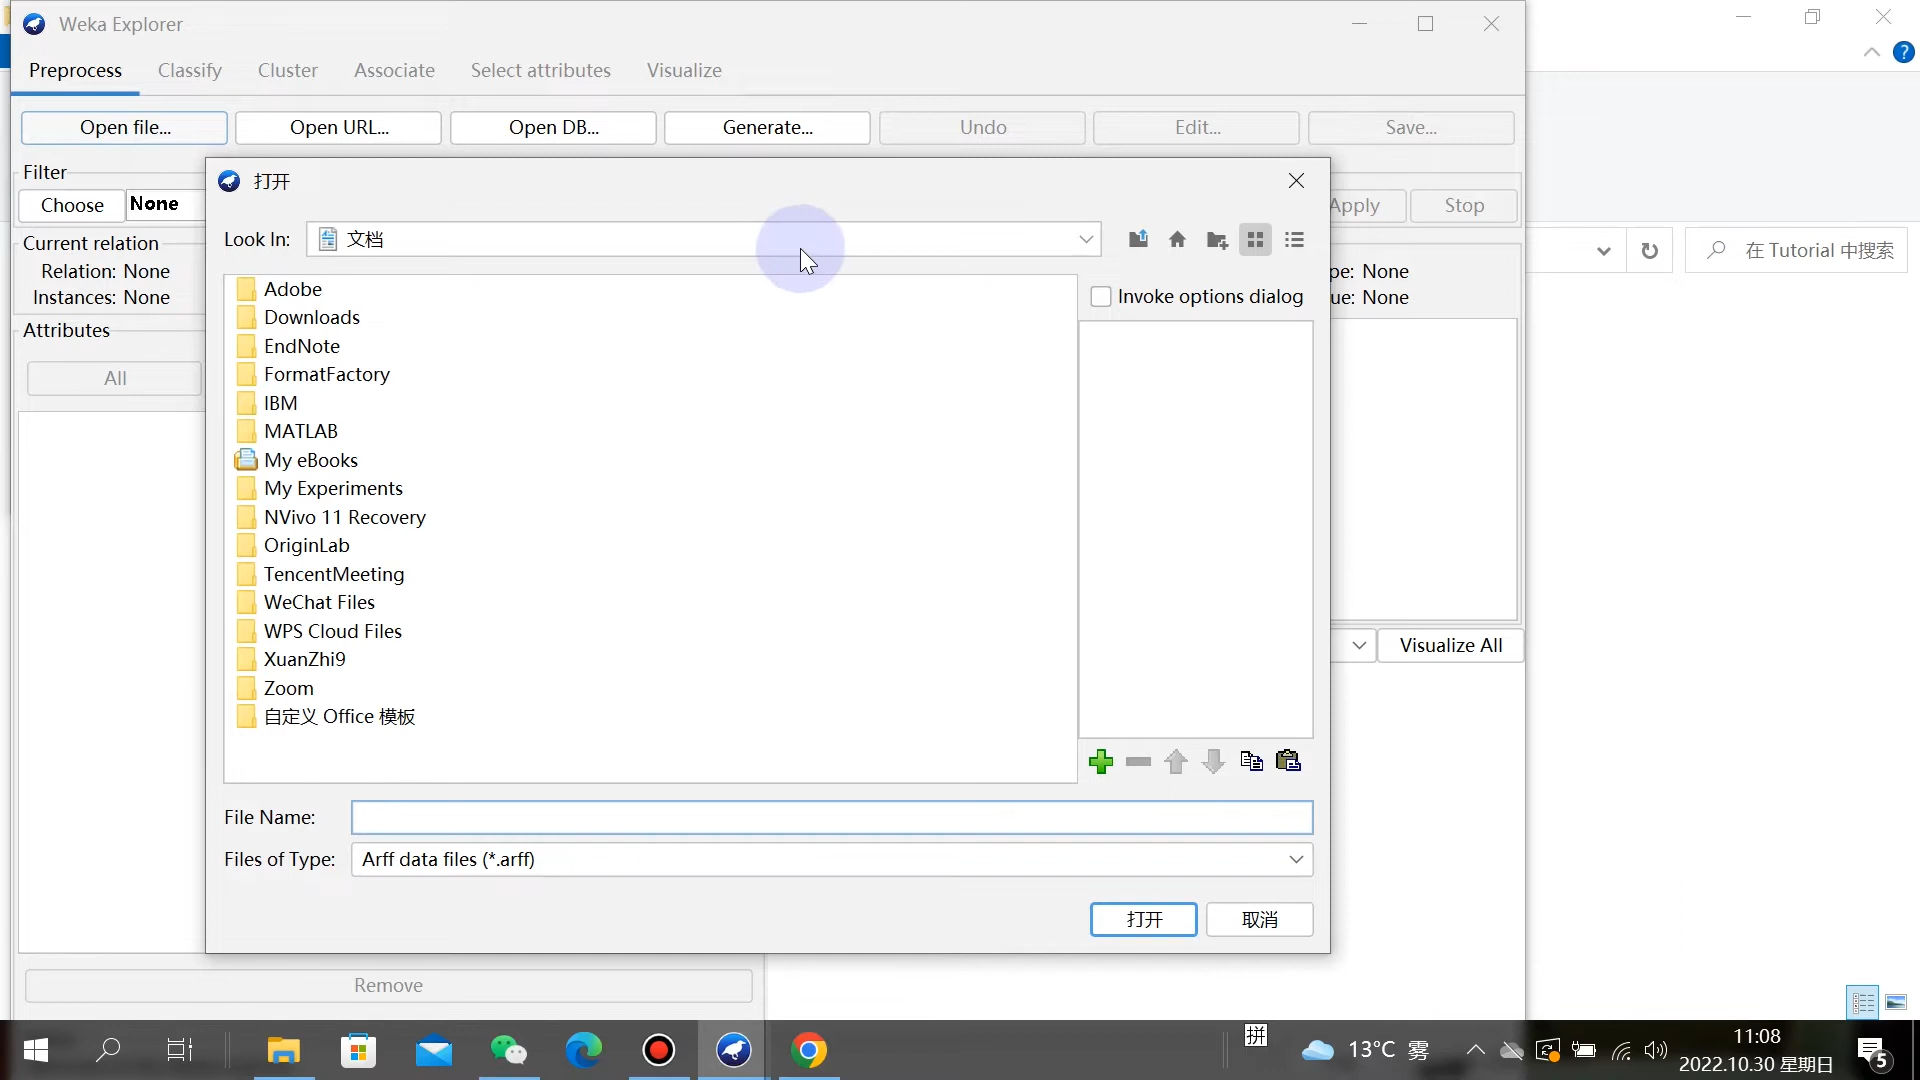 Weka Explorer
Preprocess Classify Cluster Associate Select attributes Visualize
Open file... Open URL... Open DB... Generate... Undo Edit... Save...
Filter
Choose None Apply Stop
Current relation
Relation: None
Instances: None
pe: None
ue: None
Attributes
All
打开
Look In: 文档
Invoke options dialog
Adobe
Downloads
EndNote
FormatFactory
IBM
MATLAB
My eBooks
My Experiments
NVivo 11 Recovery
OriginLab
TencentMeeting
WeChat Files
WPS Cloud Files
XuanZhi9
Zoom
自定义 Office 模板
File Name:
Files of Type: Arff data files (*.arff)
打开 取消
Visualize All
Remove
在 Tutorial 中搜索
?
拼
13°C 雾
11:08
2022.10.30 星期日
5